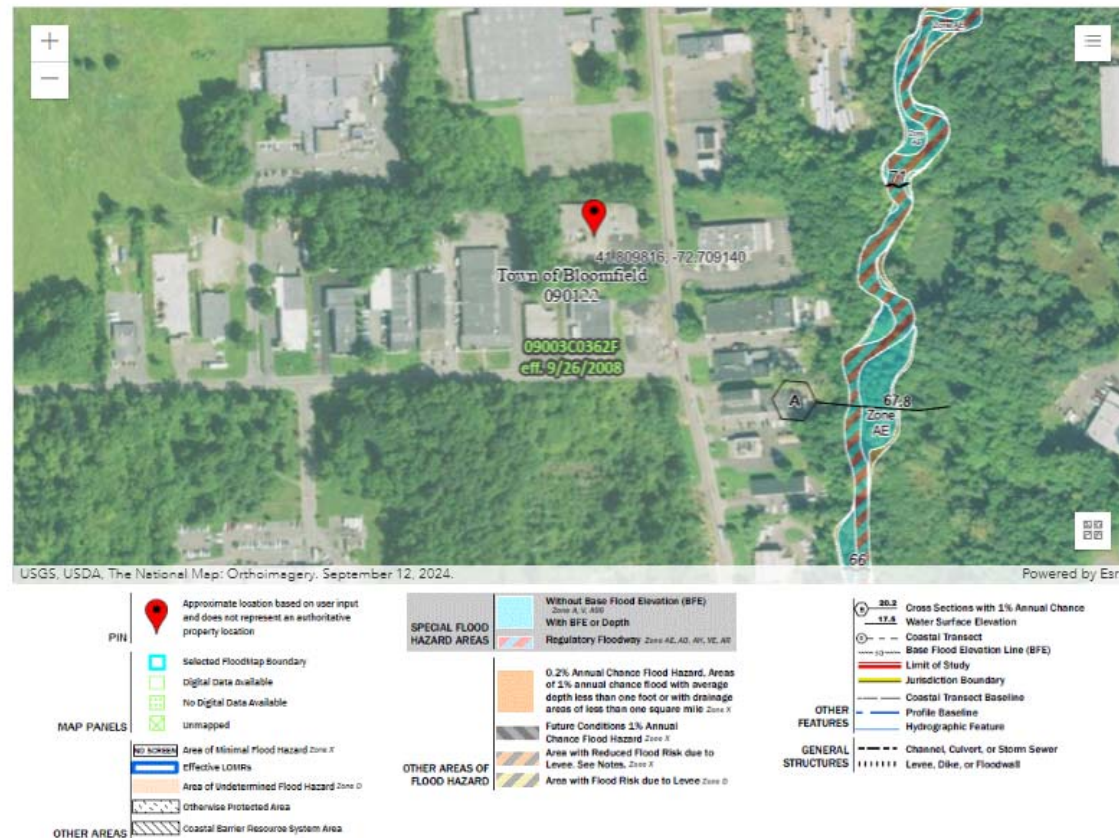 +
−
71
41.809816, -72.709140
Town of Bloomfield
090122
09003C0362F
eff. 9/26/2008
A
67.8
Zone
AE
66
USGS, USDA, The National Map: Orthoimagery. September 12, 2024.
Powered by Esr
PIN
Approximate location based on user input
and does not represent an authoritative
property location
MAP PANELS
Selected FloodMap Boundary
Digital Data Available
No Digital Data Available
Unmapped
OTHER AREAS
NO SCREEN Area of Minimal Flood Hazard Zone X
Effective LOMRs
Area of Undetermined Flood Hazard Zone D
Otherwise Protected Area
Coastal Barrier Resource System Area
SPECIAL FLOOD
HAZARD AREAS
Without Base Flood Elevation (BFE)
Zone A, V, A99
With BFE or Depth
Regulatory Floodway Zone AE, AO, AH, VE, AR
OTHER AREAS OF
FLOOD HAZARD
0.2% Annual Chance Flood Hazard, Areas
of 1% annual chance flood with average
depth less than one foot or with drainage
areas of less than one square mile Zone X
Future Conditions 1% Annual
Chance Flood Hazard Zone X
Area with Reduced Flood Risk due to
Levee. See Notes. Zone X
Area with Flood Risk due to Levee Zone D
OTHER
FEATURES
20.2 Cross Sections with 1% Annual Chance
17.5 Water Surface Elevation
Coastal Transect
Base Flood Elevation Line (BFE)
Limit of Study
Jurisdiction Boundary
Coastal Transect Baseline
Profile Baseline
Hydrographic Feature
GENERAL
STRUCTURES
Channel, Culvert, or Storm Sewer
Levee, Dike, or Floodwall